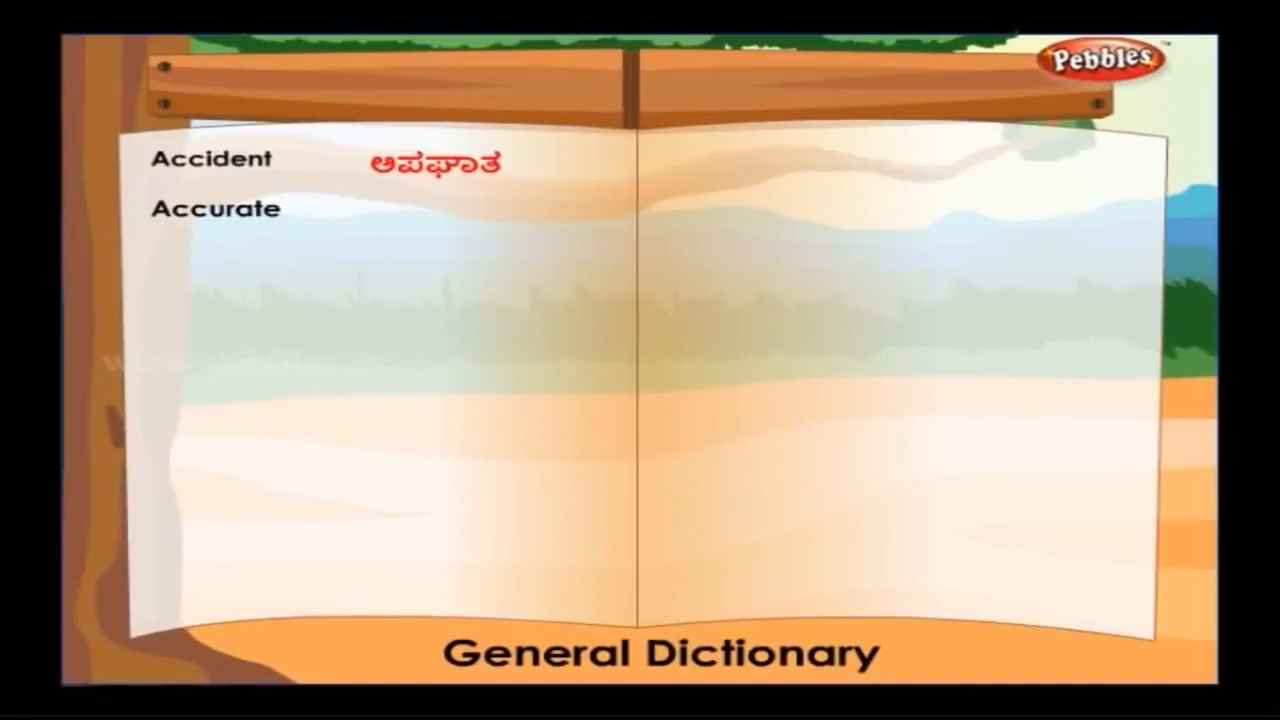 Pebbles
Accident ಅಪಘಾತ
Accurate
General Dictionary